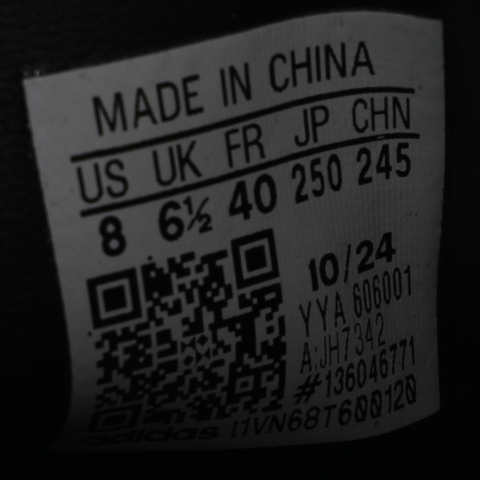 MADE IN CHINA
US UK FR JP CHN
8 6½ 40 250 245
10/24
YYA 606001
A:JH7342
#136046771
adidas I1VN68T600120